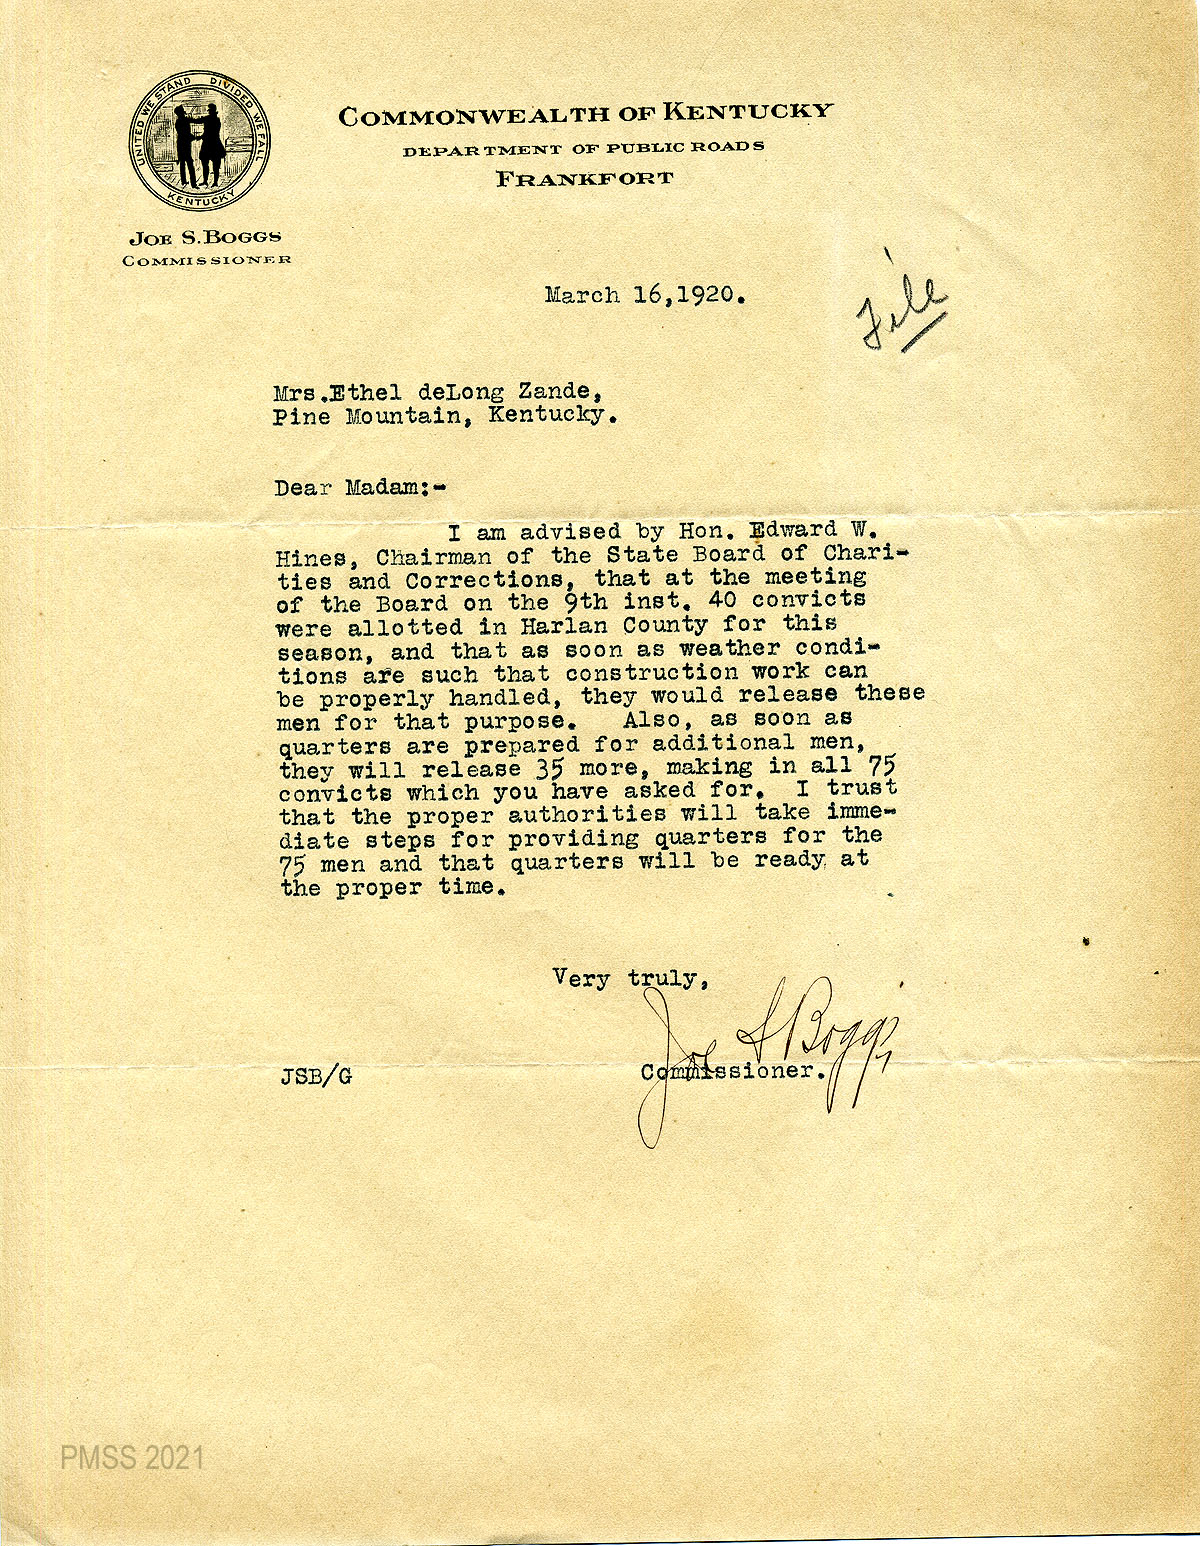 UNITED WE STAND DIVIDED WE FALL
KENTUCKY
COMMONWEALTH OF KENTUCKY
DEPARTMENT OF PUBLIC ROADS
FRANKFORT
JOE S. BOGGS
COMMISSIONER
March 16,1920.
File
Mrs.Ethel deLong Zande,
Pine Mountain, Kentucky.
Dear Madam:-
I am advised by Hon. Edward W.
Hines, Chairman of the State Board of Chari-
ties and Corrections, that at the meeting
of the Board on the 9th inst. 40 convicts
were allotted in Harlan County for this
season, and that as soon as weather condi-
tions are such that construction work can
be properly handled, they would release these
men for that purpose. Also, as soon as
quarters are prepared for additional men,
they will release 35 more, making in all 75
convicts which you have asked for. I trust
that the proper authorities will take imme-
diate steps for providing quarters for the
75 men and that quarters will be ready at
the proper time.
Very truly,
Joe S Boggs
Commissioner.
JSB/G
PMSS 2021